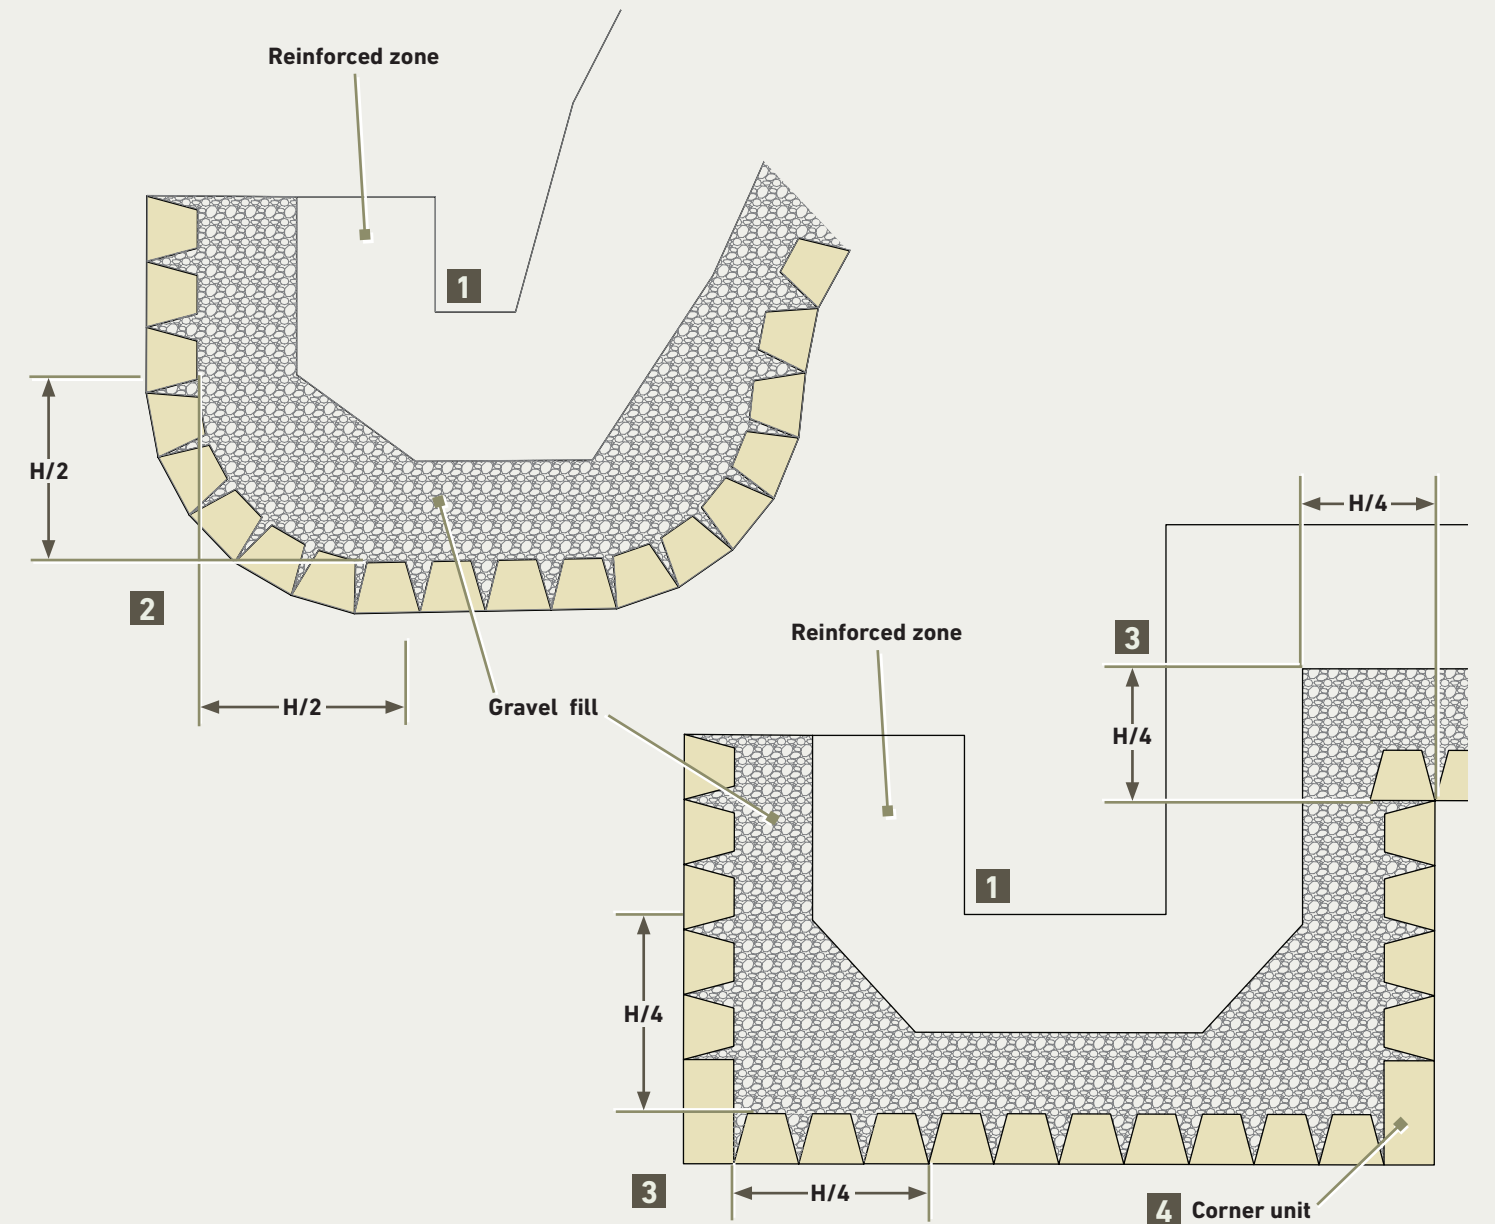 Reinforced zone
1
H/2
2
H/2
Gravel fill
H/4
3
Reinforced zone
H/4
1
H/4
3
H/4
4 Corner unit